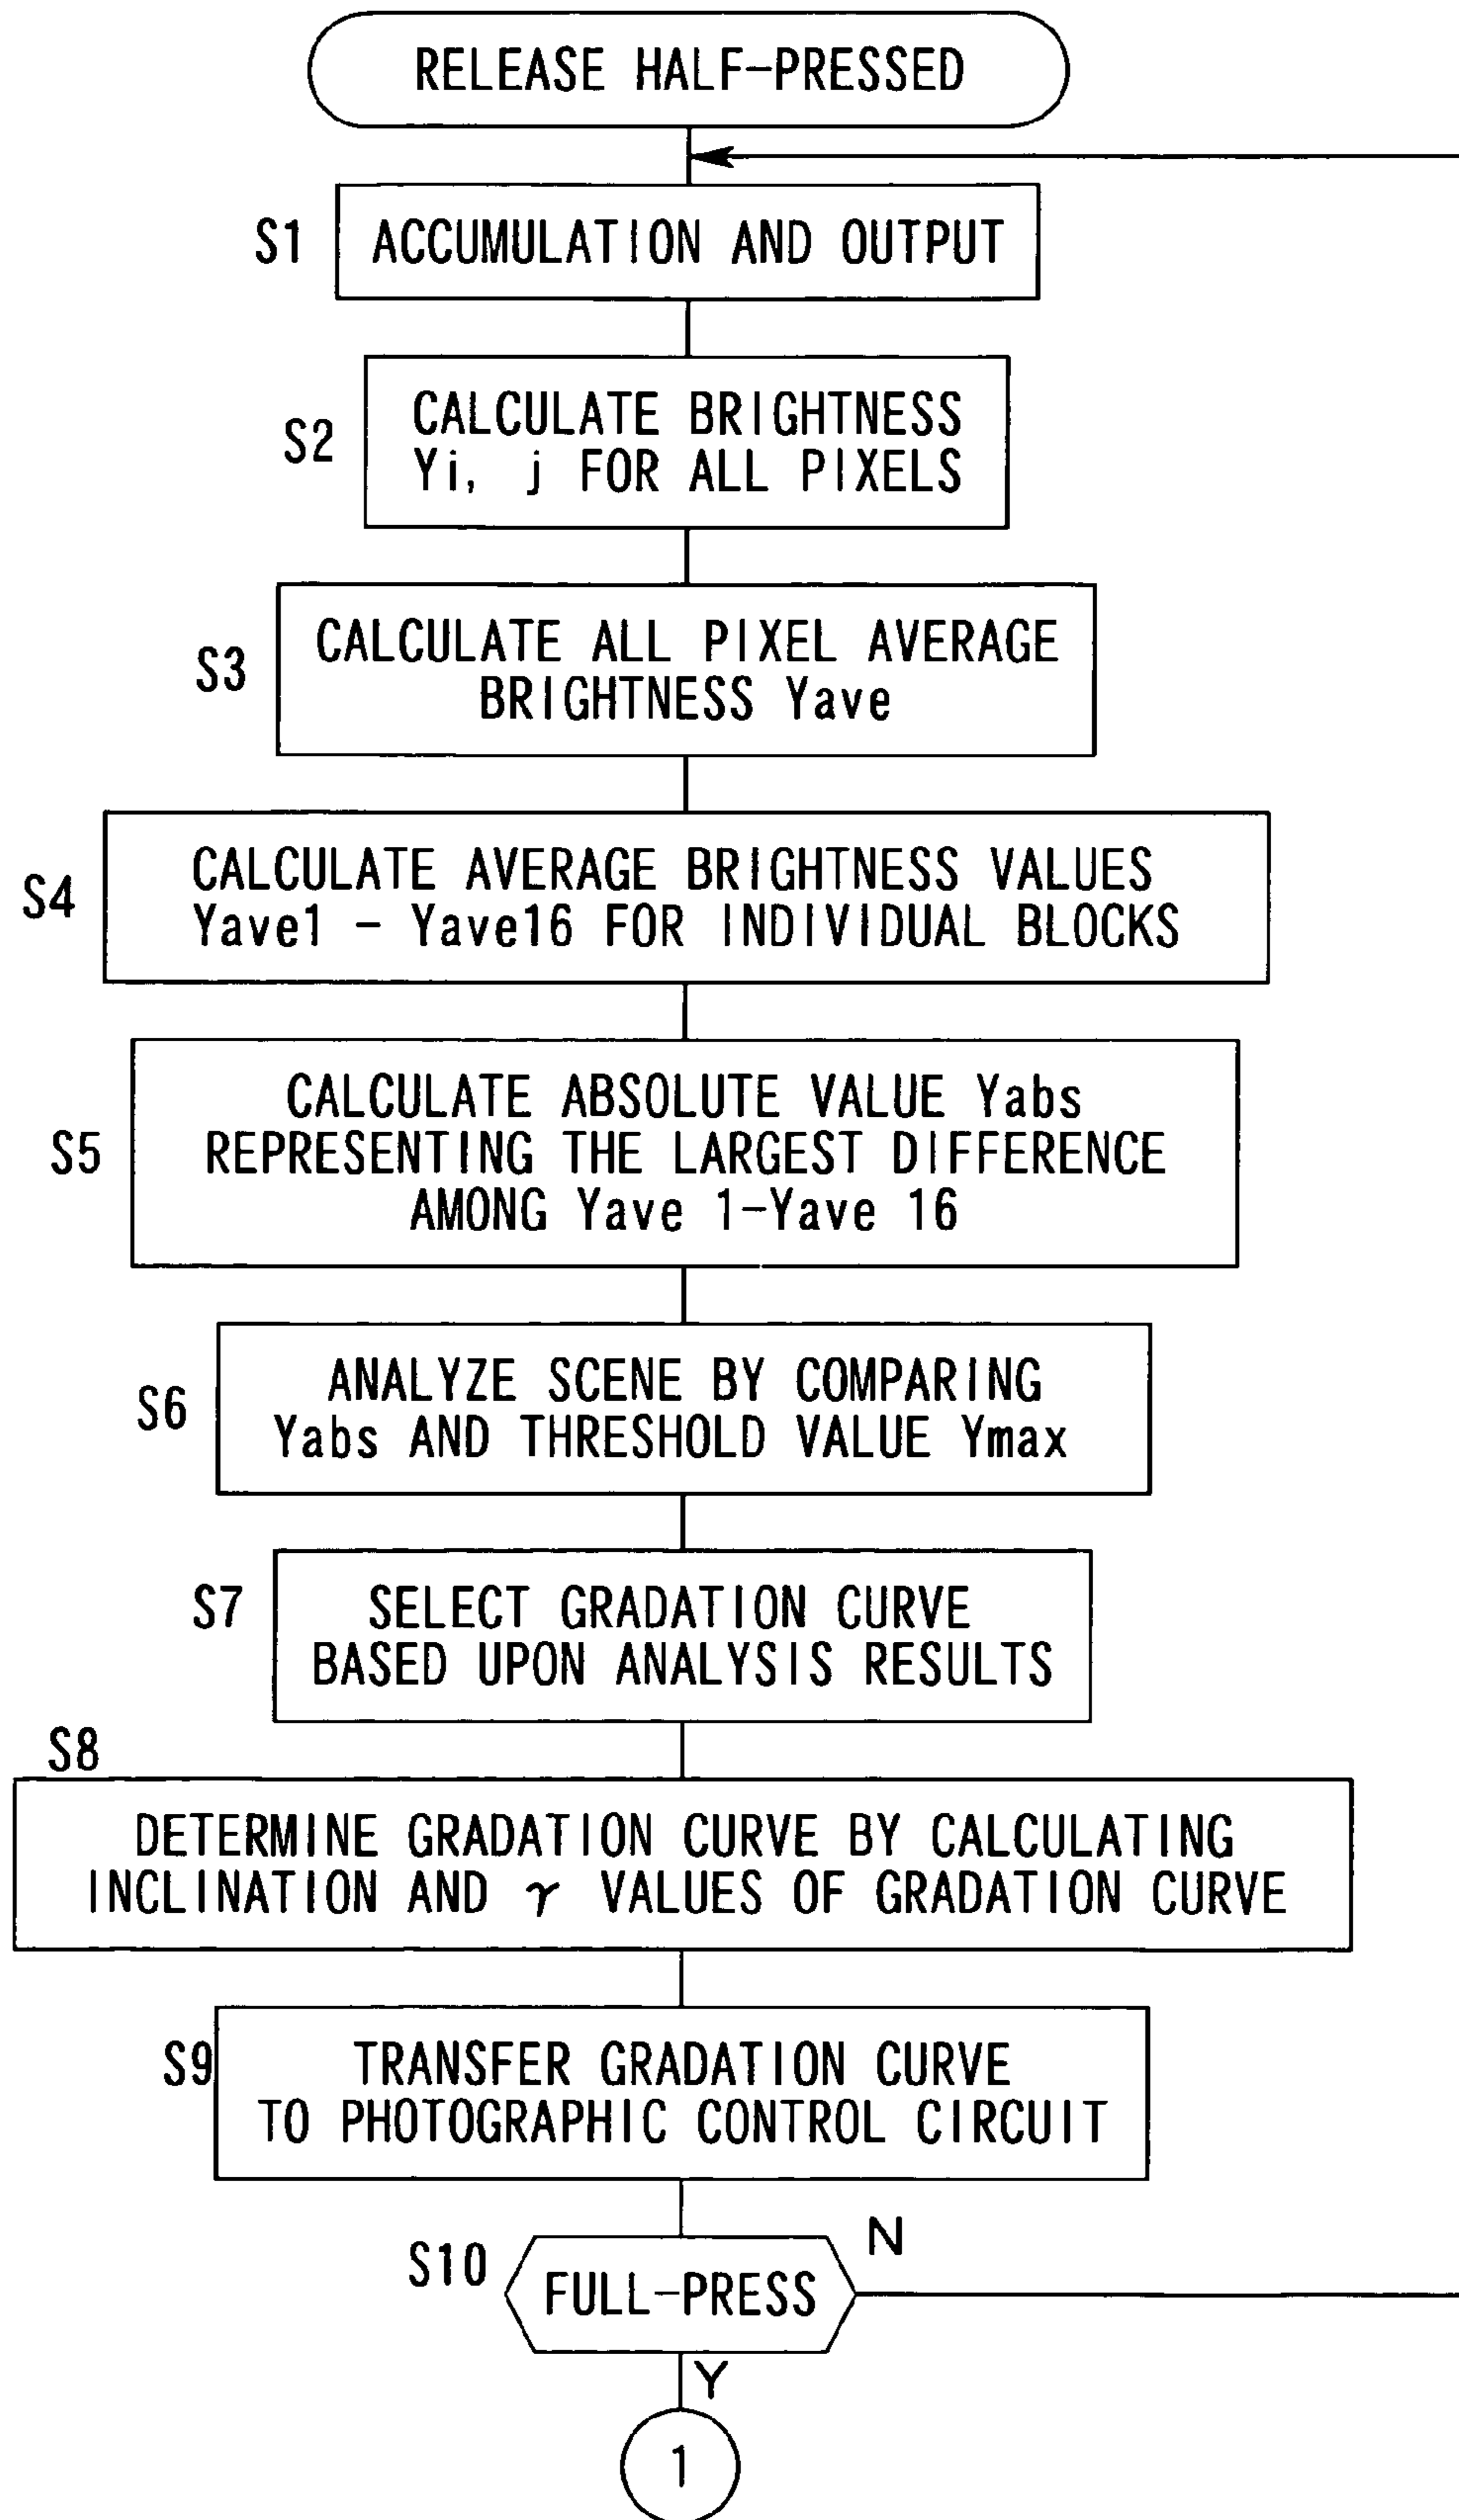 RELEASE HALF-PRESSED
S1
ACCUMULATION AND OUTPUT
S2
CALCULATE BRIGHTNESS
Yi, j FOR ALL PIXELS
S3
CALCULATE ALL PIXEL AVERAGE
BRIGHTNESS Yave
S4
CALCULATE AVERAGE BRIGHTNESS VALUES
Yave1 - Yave16 FOR INDIVIDUAL BLOCKS
S5
CALCULATE ABSOLUTE VALUE Yabs
REPRESENTING THE LARGEST DIFFERENCE
AMONG Yave 1-Yave 16
S6
ANALYZE SCENE BY COMPARING
Yabs AND THRESHOLD VALUE Ymax
S7
SELECT GRADATION CURVE
BASED UPON ANALYSIS RESULTS
S8
DETERMINE GRADATION CURVE BY CALCULATING
INCLINATION AND γ VALUES OF GRADATION CURVE
S9
TRANSFER GRADATION CURVE
TO PHOTOGRAPHIC CONTROL CIRCUIT
S10
FULL-PRESS
N
Y
1